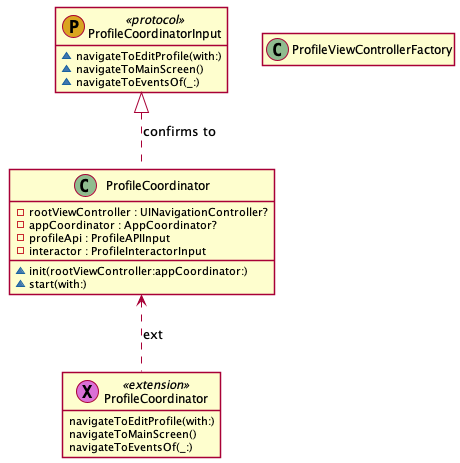 P
«protocol»
ProfileCoordinatorInput
navigateToEditProfile(with:)
navigateToMainScreen()
navigateToEventsOf(_:)
C ProfileViewControllerFactory
confirms to
C ProfileCoordinator
rootViewController : UINavigationController?
appCoordinator : AppCoordinator?
profileApi : ProfileAPIInput
interactor : ProfileInteractorInput
init(rootViewController:appCoordinator:)
start(with:)
ext
X
«extension»
ProfileCoordinator
navigateToEditProfile(with:)
navigateToMainScreen()
navigateToEventsOf(_:)